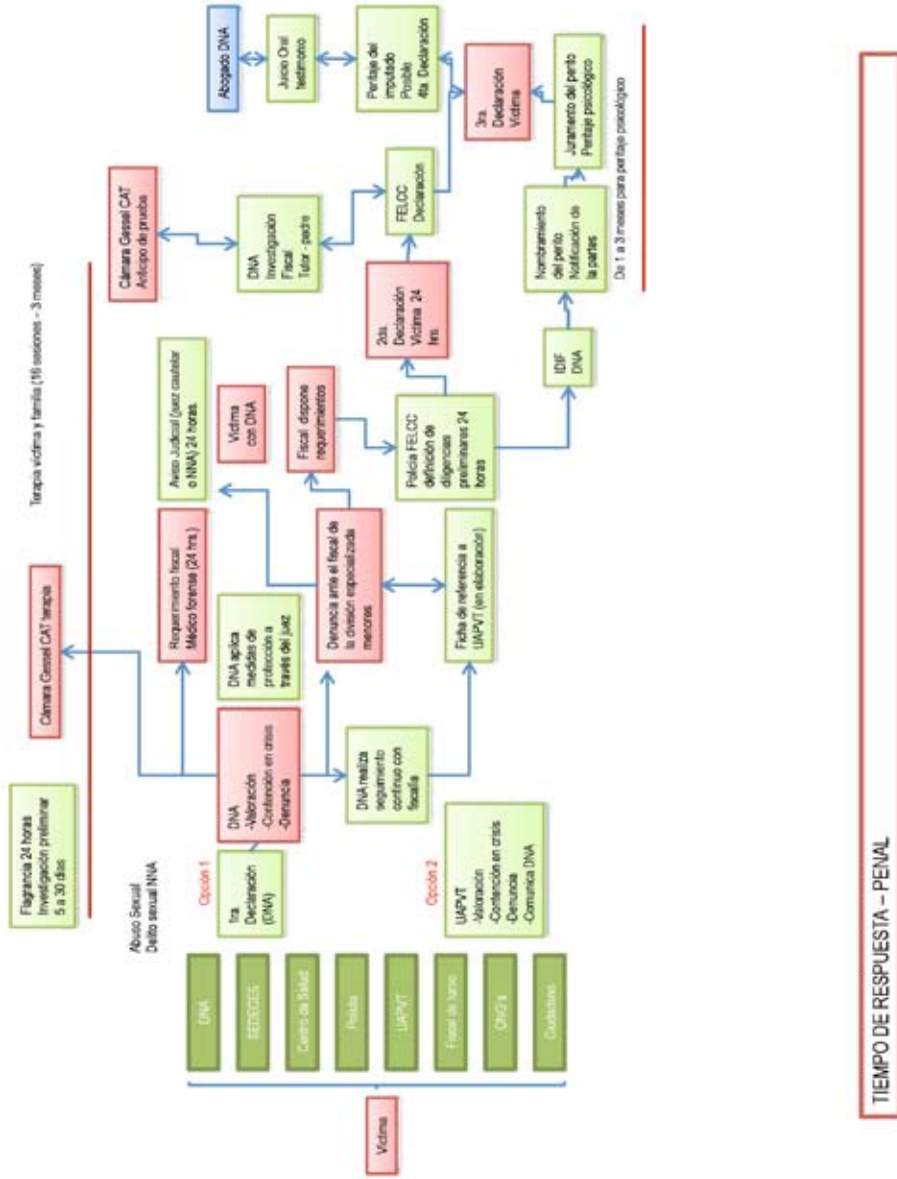 TIEMPO DE RESPUESTA – PENAL
Flagrancia 24 horas
Investigación preliminar
5 a 30 días
Cámara Gessel CAT terapia
Terapia víctima y familia (16 sesiones – 3 meses)
Abuso Sexual
Delito sexual NNA
Víctima
DNA
SEDEGES
Centro de Salud
Policía
UAPVT
Fiscal de turno
ONG's
Ciudadano
Opción 1
1ra.
Declaración
(DNA)
DNA
-Valoración
-Contención en crisis
-Denuncia
DNA aplica
medidas de
protección a
través del juez
Requerimiento fiscal
Médico forense (24 hrs.)
Aviso Judicial (juez cautelar
o NNA) 24 horas.
Víctima
con DNA
Denuncia ante el fiscal de
la división especializada
menores
Fiscal dispone
requerimientos
DNA realiza
seguimiento
continuo con
fiscalía
Opción 2
UAPVT
-Valoración
-Contención en crisis
-Denuncia
-Comunica DNA
Ficha de referencia a
UAPVT (en elaboración)
Policía FELCC
definición de
diligencias
preliminares 24
horas
2da.
Declaración
Víctima 24
hrs.
FELCC
Declaración
Cámara Gessel CAT
Anticipo de prueba
DNA
Investigación
Fiscal
Tutor - padre
IDIF
DNA
Nombramiento
del perito
Notificación de
la partes
Juramento del perito
Peritaje psicológico
De 1 a 3 meses para peritaje psicológico
3ra.
Declaración
Víctima
Peritaje del
imputado
Posible
4ta Declaración
Juicio Oral
testimonio
Abogado DNA